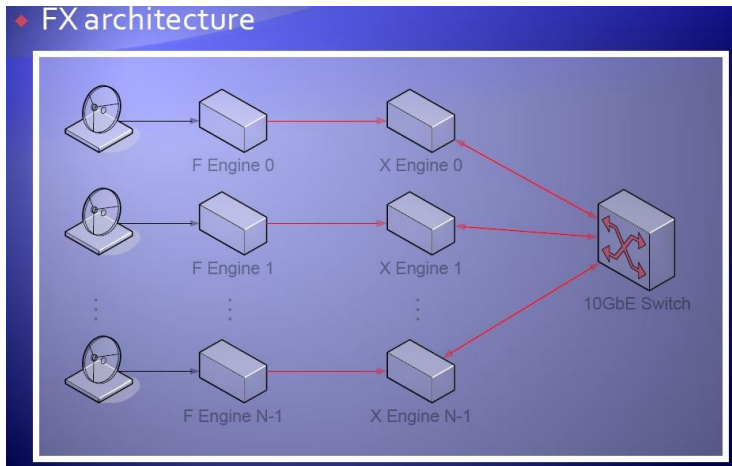 FX architecture
F Engine 0
X Engine 0
F Engine 1
X Engine 1
10GbE Switch
F Engine N-1
X Engine N-1